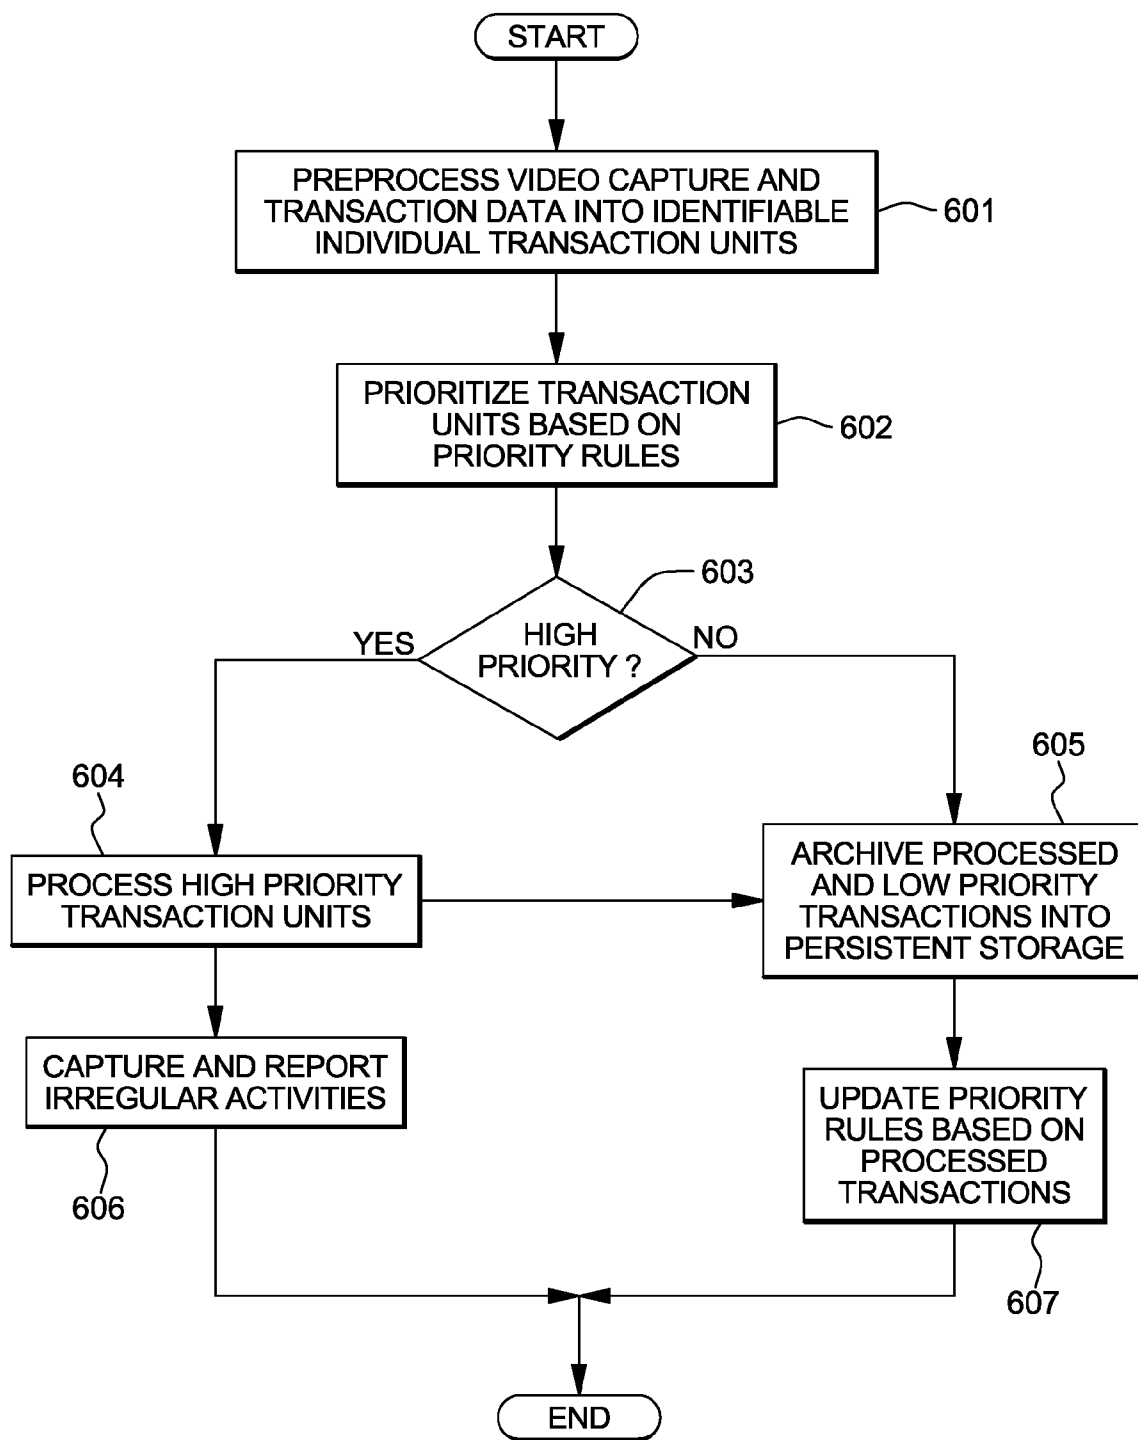 START
PREPROCESS VIDEO CAPTURE AND
TRANSACTION DATA INTO IDENTIFIABLE
INDIVIDUAL TRANSACTION UNITS
601
PRIORITIZE TRANSACTION
UNITS BASED ON
PRIORITY RULES
602
603
YES
HIGH
PRIORITY ?
NO
604
PROCESS HIGH PRIORITY
TRANSACTION UNITS
605
ARCHIVE PROCESSED
AND LOW PRIORITY
TRANSACTIONS INTO
PERSISTENT STORAGE
CAPTURE AND REPORT
IRREGULAR ACTIVITIES
606
UPDATE PRIORITY
RULES BASED ON
PROCESSED
TRANSACTIONS
607
END